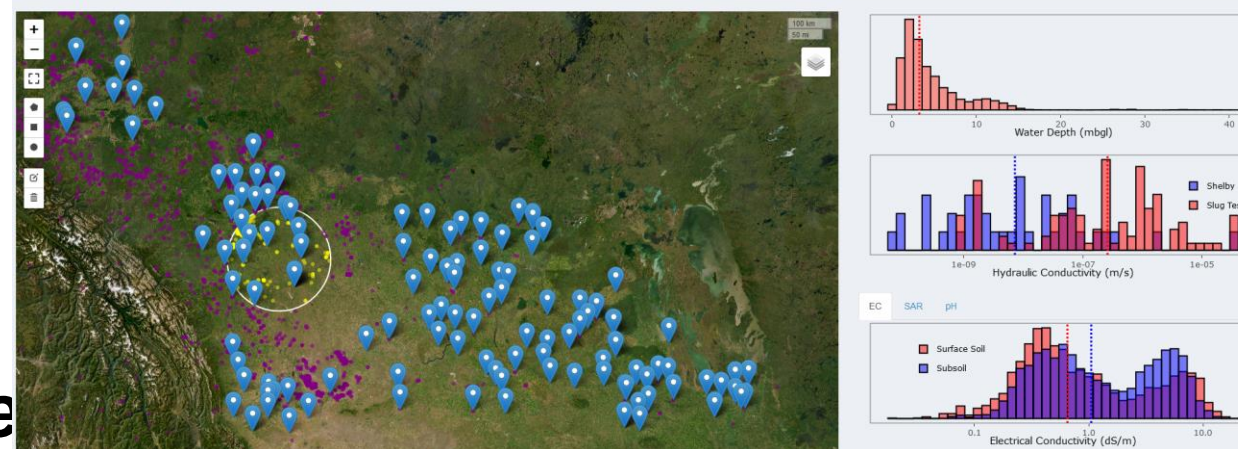 +
−
100 km
50 mi
0 10 20 30 40
Water Depth (mbgl)
Shelby
Slug Tes
1e-09 1e-07 1e-05
Hydraulic Conductivity (m/s)
EC SAR pH
Surface Soil
Subsoil
0.1 1.0 10.0
Electrical Conductivity (dS/m)
e